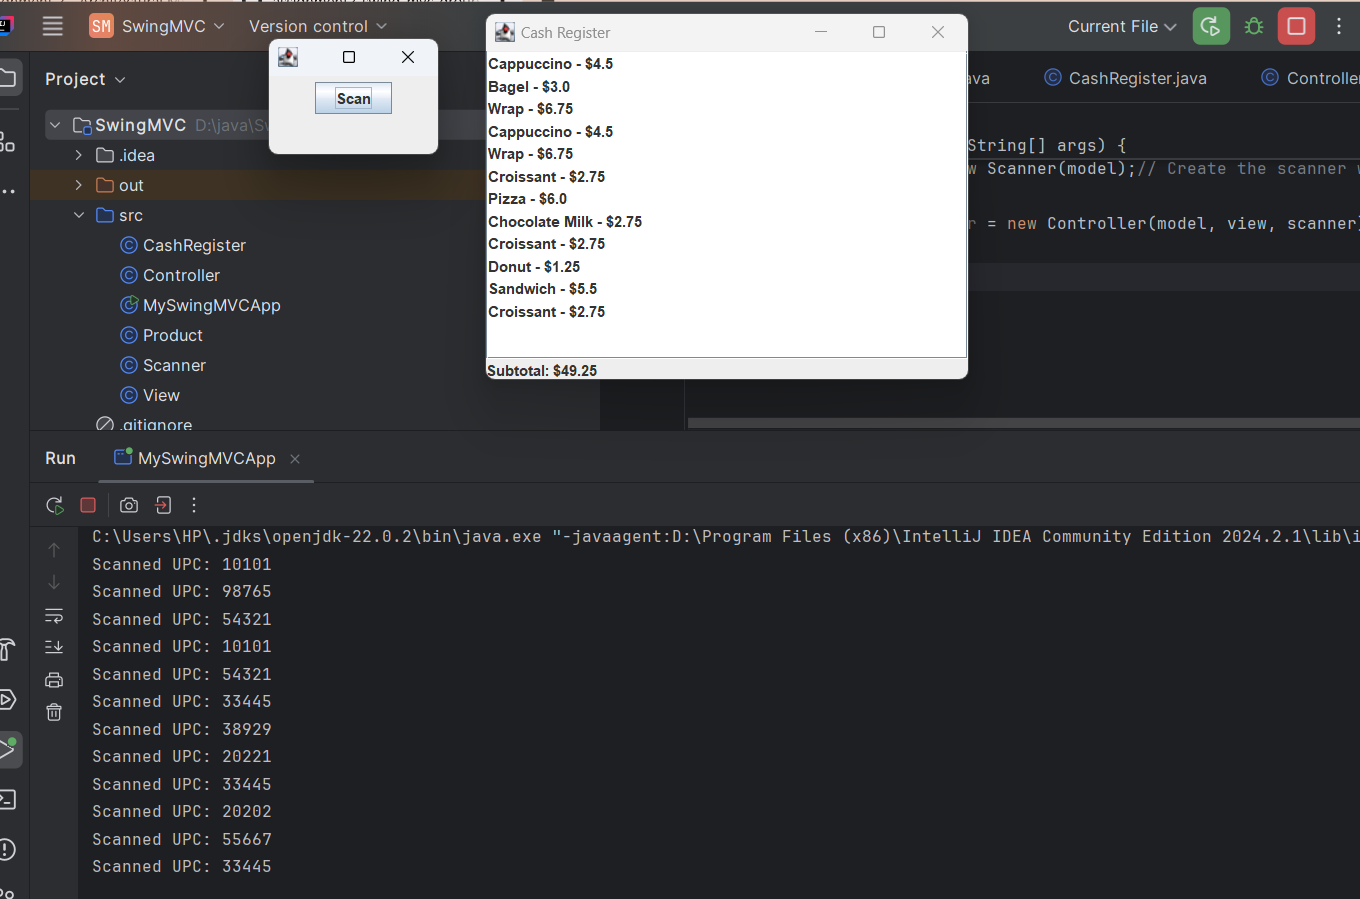 SM SwingMVC Version control
Current File
Cash Register
Project
Scan
SwingMVC D:\java\S
.idea
out
src
CashRegister
Controller
MySwingMVCApp
Product
Scanner
View
.gitignore
Cappuccino - $4.5
Bagel - $3.0
Wrap - $6.75
Cappuccino - $4.5
Wrap - $6.75
Croissant - $2.75
Pizza - $6.0
Chocolate Milk - $2.75
Croissant - $2.75
Donut - $1.25
Sandwich - $5.5
Croissant - $2.75
Subtotal: $49.25
ava CashRegister.java Controlle
String[] args) {
w Scanner(model);// Create the scanner
r = new Controller(model, view, scanner)
Run MySwingMVCApp
C:\Users\HP\.jdks\openjdk-22.0.2\bin\java.exe "-javaagent:D:\Program Files (x86)\IntelliJ IDEA Community Edition 2024.2.1\lib\i
Scanned UPC: 10101
Scanned UPC: 98765
Scanned UPC: 54321
Scanned UPC: 10101
Scanned UPC: 54321
Scanned UPC: 33445
Scanned UPC: 38929
Scanned UPC: 20221
Scanned UPC: 33445
Scanned UPC: 20202
Scanned UPC: 55667
Scanned UPC: 33445